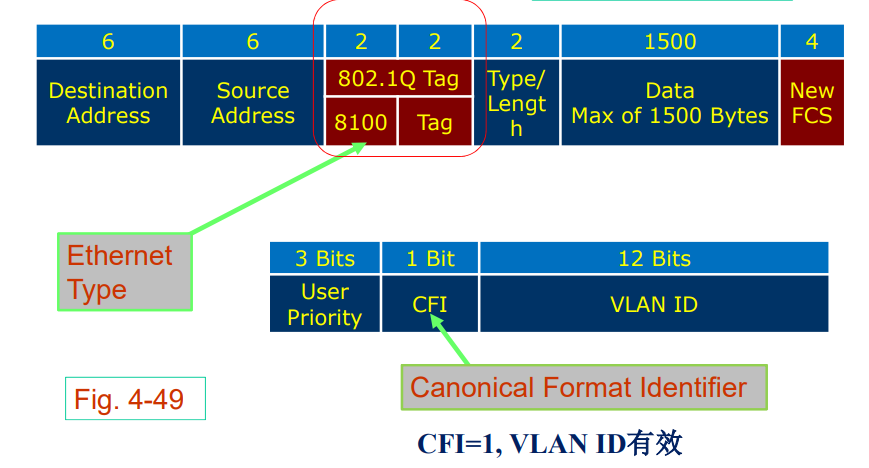 6 6 2 2 2 1500 4
Destination
Address
Source
Address
802.1Q Tag
8100 Tag
Type/
Lengt
h
Data
Max of 1500 Bytes
New
FCS
Ethernet
Type
3 Bits 1 Bit 12 Bits
User
Priority
CFI
VLAN ID
Canonical Format Identifier
Fig. 4-49
CFI=1, VLAN ID有效